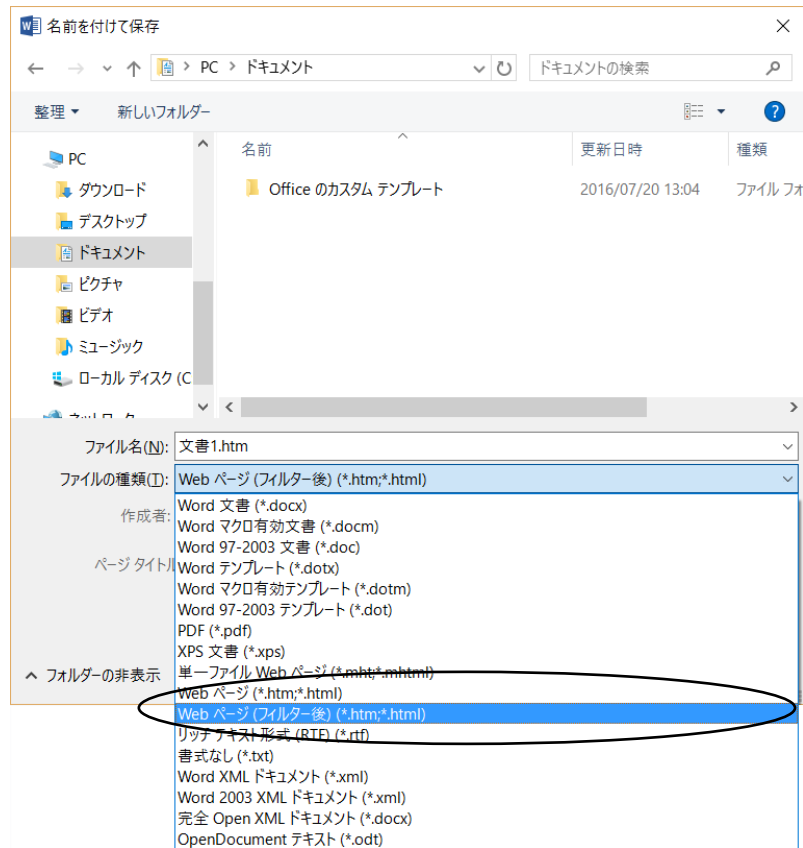 名前を付けて保存
PC > ドキュメント
ドキュメントの検索
整理
新しいフォルダー
名前
更新日時
種類
PC
ダウンロード
デスクトップ
ドキュメント
ピクチャ
ビデオ
ミュージック
ローカル ディスク (C
ネットワーク
Office のカスタム テンプレート
2016/07/20 13:04
ファイル フォ
ファイル名(N): 文書1.htm
ファイルの種類(T): Web ページ (フィルター後) (*.htm;*.html)
作成者:
ページ タイトル
フォルダーの非表示
Word 文書 (*.docx)
Word マクロ有効文書 (*.docm)
Word 97-2003 文書 (*.doc)
Word テンプレート (*.dotx)
Word マクロ有効テンプレート (*.dotm)
Word 97-2003 テンプレート (*.dot)
PDF (*.pdf)
XPS 文書 (*.xps)
単一ファイル Web ページ (*.mht;*.mhtml)
Web ページ (*.htm;*.html)
Web ページ (フィルター後) (*.htm;*.html)
リッチ テキスト形式 (RTF) (*.rtf)
書式なし (*.txt)
Word XML ドキュメント (*.xml)
Word 2003 XML ドキュメント (*.xml)
完全 Open XML ドキュメント (*.docx)
OpenDocument テキスト (*.odt)